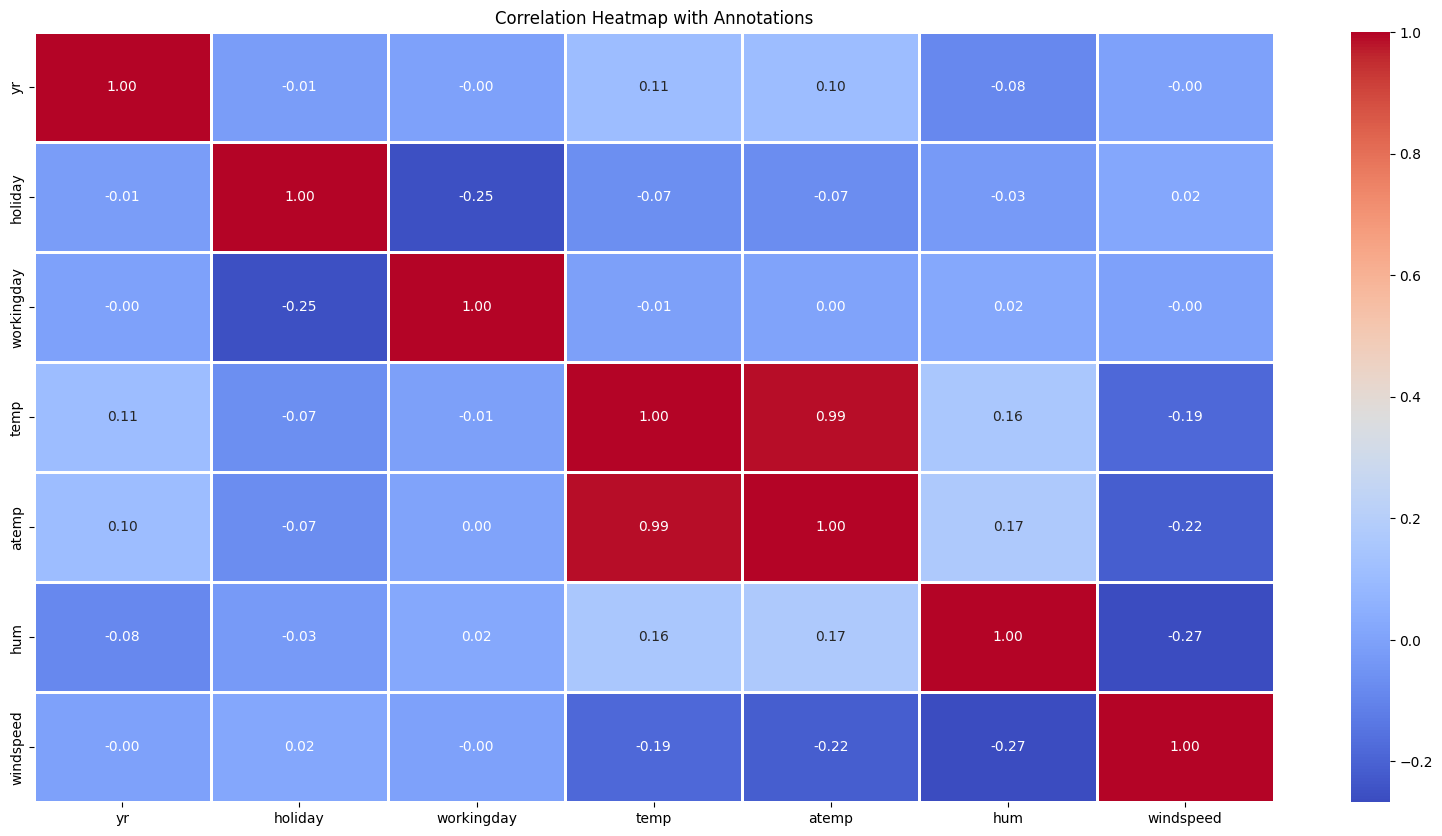 Correlation Heatmap with Annotations
yr 1.00 -0.01 -0.00 0.11 0.10 -0.08 -0.00
holiday -0.01 1.00 -0.25 -0.07 -0.07 -0.03 0.02
workingday -0.00 -0.25 1.00 -0.01 0.00 0.02 -0.00
temp 0.11 -0.07 -0.01 1.00 0.99 0.16 -0.19
atemp 0.10 -0.07 0.00 0.99 1.00 0.17 -0.22
hum -0.08 -0.03 0.02 0.16 0.17 1.00 -0.27
windspeed -0.00 0.02 -0.00 -0.19 -0.22 -0.27 1.00
yr holiday workingday temp atemp hum windspeed
1.0
0.8
0.6
0.4
0.2
0.0
−0.2